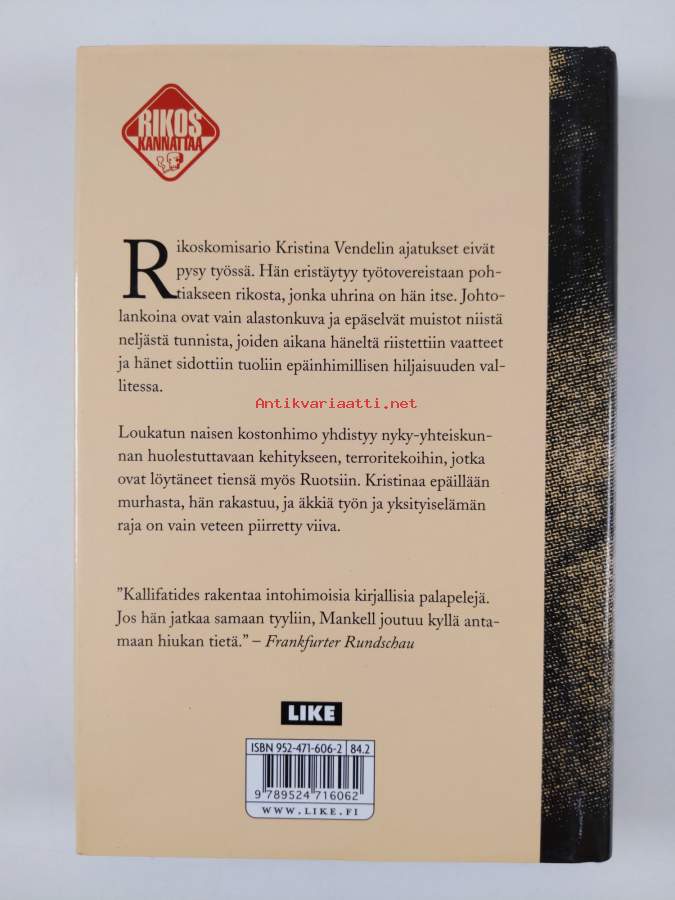 RIKOS
KANNATTAA
Rikoskomisario Kristina Vendelin ajatukset eivät
pysy työssä. Hän eristäytyy työtovereistaan poh-
tiakseen rikosta, jonka uhrina on hän itse. Johto-
lankoina ovat vain alastonkuva ja epäselvät muistot niistä
neljästä tunnista, joiden aikana häneltä riistettiin vaatteet
ja hänet sidottiin tuoliin epäinhimillisen hiljaisuuden val-
litessa.
Antikvariaatti.net
Loukatun naisen kostonhimo yhdistyy nyky-yhteiskun-
nan huolestuttavaan kehitykseen, terroritekoihin, jotka
ovat löytäneet tiensä myös Ruotsiin. Kristinaa epäillään
murhasta, hän rakastuu, ja äkkiä työn ja yksityiselämän
raja on vain veteen piirretty viiva.
”Kallifatides rakentaa intohimoisia kirjallisia palapelejä.
Jos hän jatkaa samaan tyyliin, Mankell joutuu kyllä anta-
maan hiukan tietä.” – Frankfurter Rundschau
LIKE
ISBN 952-471-606-2 84.2
9 789524 716062
WWW.LIKE.FI